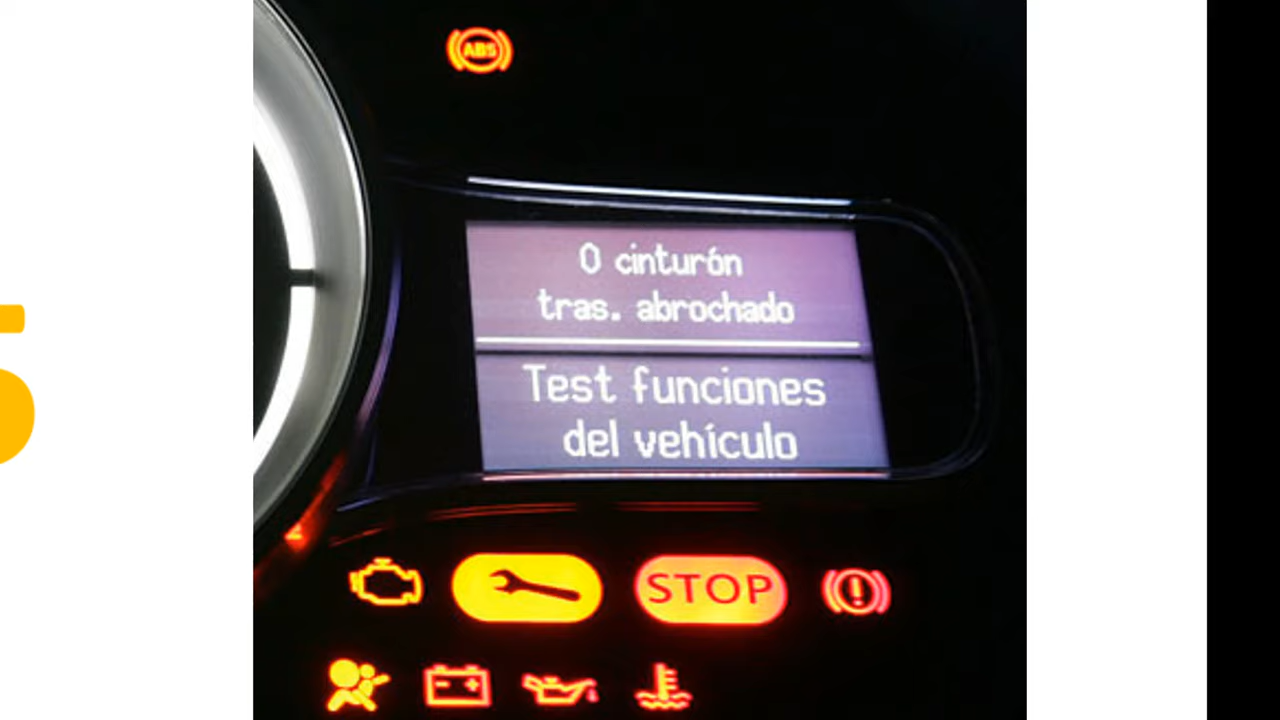 ABS
0 cinturón
tras. abrochado
Test funciones
del vehículo
STOP